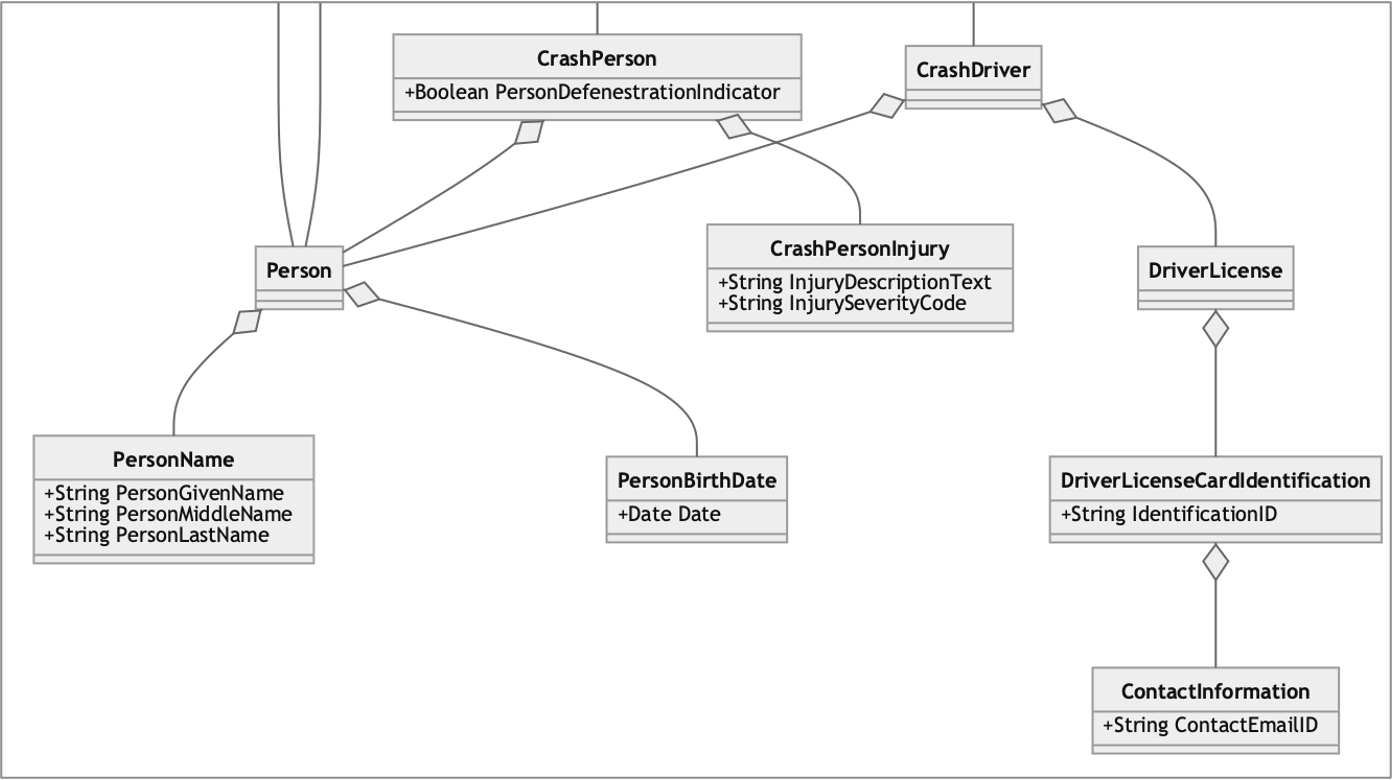 CrashPerson
+Boolean PersonDefenestrationIndicator
CrashDriver
Person
CrashPersonInjury
+String InjuryDescriptionText
+String InjurySeverityCode
DriverLicense
PersonName
+String PersonGivenName
+String PersonMiddleName
+String PersonLastName
PersonBirthDate
+Date Date
DriverLicenseCardIdentification
+String IdentificationID
ContactInformation
+String ContactEmailID